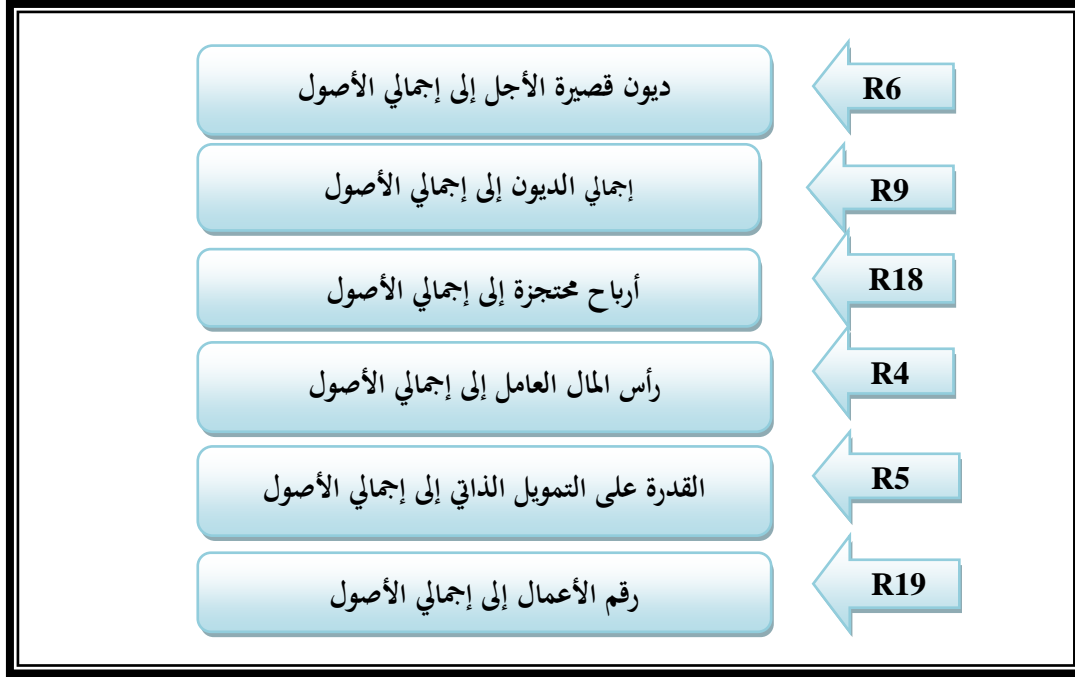 R6
ديون قصيرة الأجل إلى إجمالي الأصول
R9
إجمالي الديون إلى إجمالي الأصول
R18
أرباح محتجزة إلى إجمالي الأصول
R4
رأس المال العامل إلى إجمالي الأصول
R5
القدرة على التمويل الذاتي إلى إجمالي الأصول
R19
رقم الأعمال إلى إجمالي الأصول